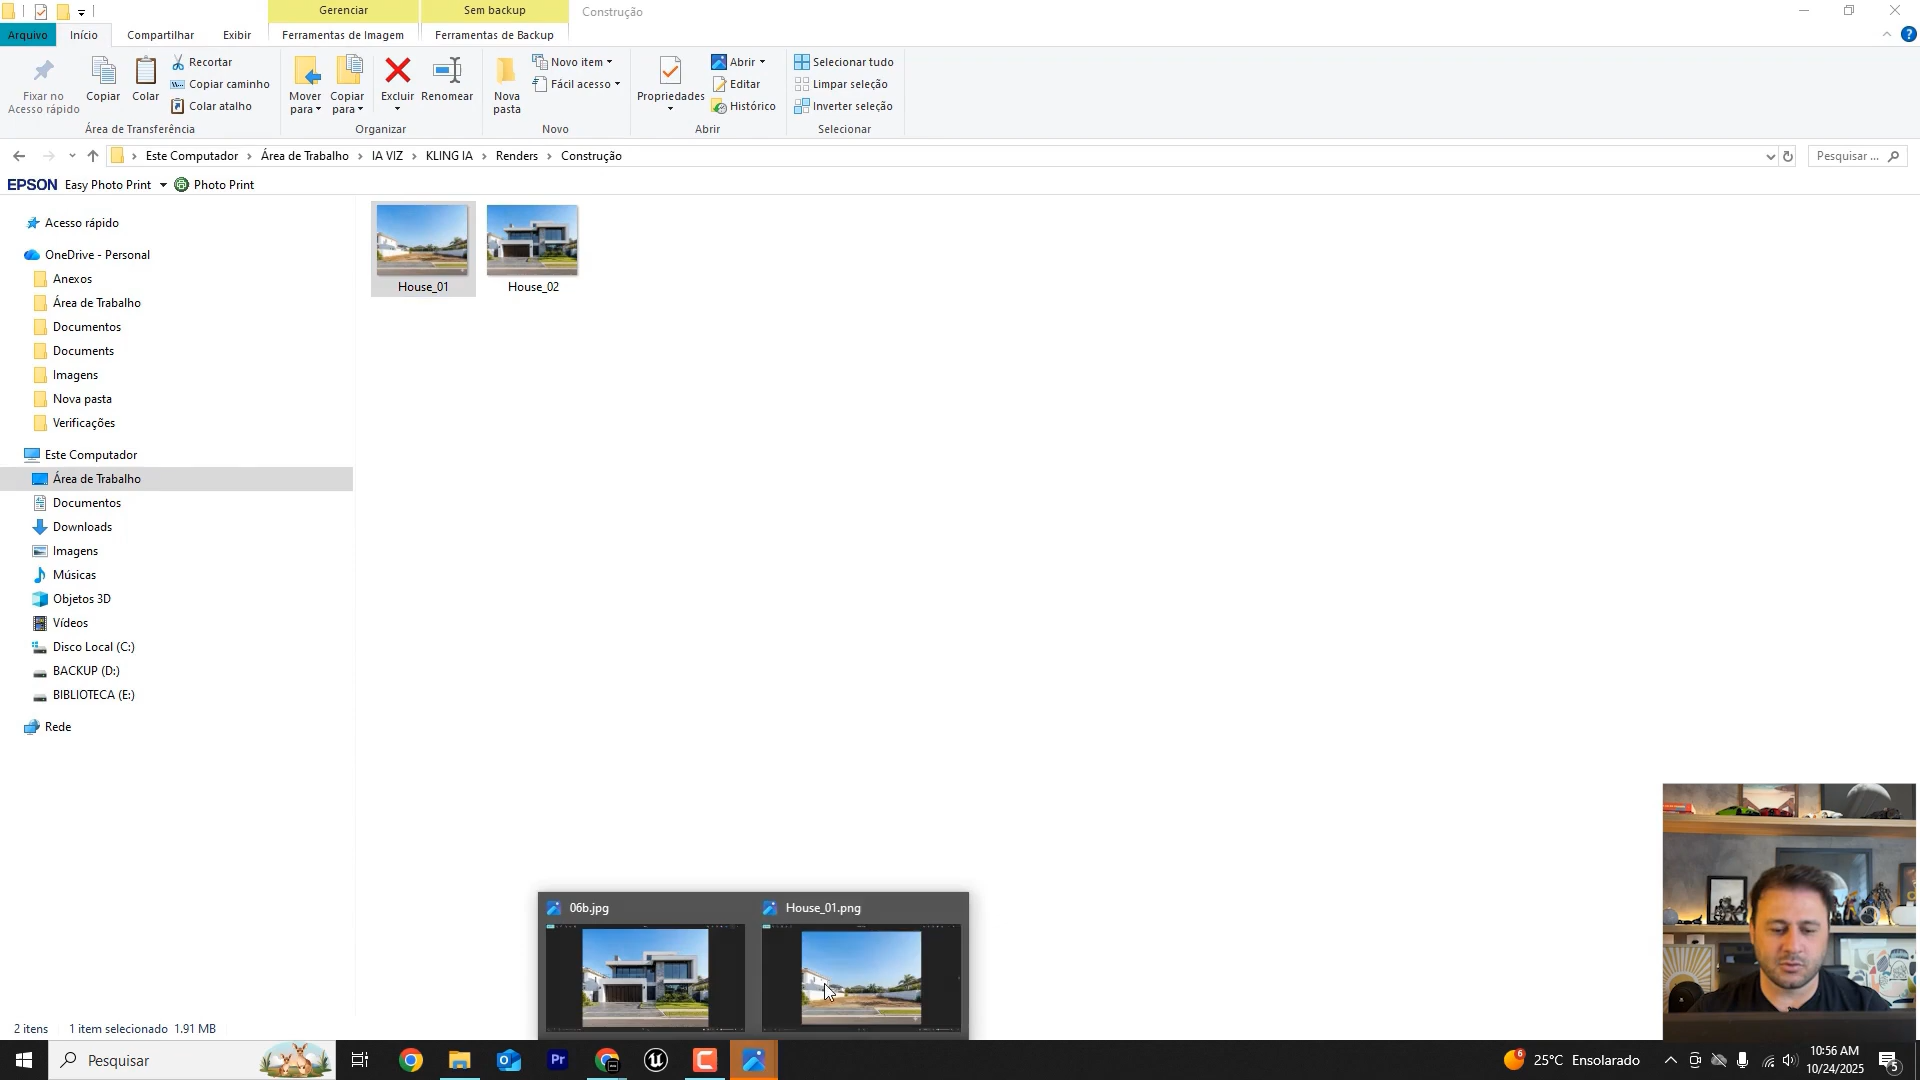 Gerenciar
Sem backup
Construção
Arquivo
Início
Compartilhar
Exibir
Ferramentas de Imagem
Ferramentas de Backup
Fixar no
Acesso rápido
Copiar
Colar
Recortar
Copiar caminho
Colar atalho
Área de Transferência
Mover
para
Copiar
para
Excluir
Renomear
Organizar
Nova
pasta
Novo item
Fácil acesso
Novo
Propriedades
Abrir
Editar
Histórico
Abrir
Selecionar tudo
Limpar seleção
Inverter seleção
Selecionar
Este Computador
Área de Trabalho
IA VIZ
KLING IA
Renders
Construção
Pesquisar ...
EPSON Easy Photo Print
Photo Print
Acesso rápido
OneDrive - Personal
Anexos
Área de Trabalho
Documentos
Documents
Imagens
Nova pasta
Verificações
Este Computador
Área de Trabalho
Documentos
Downloads
Imagens
Músicas
Objetos 3D
Vídeos
Disco Local (C:)
BACKUP (D:)
BIBLIOTECA (E:)
Rede
House_01
House_02
06b.jpg
House_01.png
2 itens
1 item selecionado 1.91 MB
Pesquisar
Pr
6
25°C Ensolarado
10:56 AM
10/24/2025
5